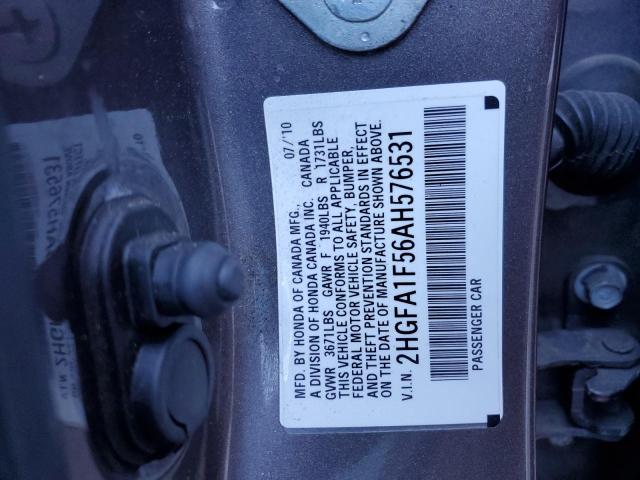 MFD. BY HONDA OF CANADA MFG., 07/'10
A DIVISION OF HONDA CANADA INC. CANADA
GVWR 3671LBS GAWR F 1940LBS R 1731LBS
THIS VEHICLE CONFORMS TO ALL APPLICABLE
FEDERAL MOTOR VEHICLE SAFETY, BUMPER,
AND THEFT PREVENTION STANDARDS IN EFFECT
ON THE DATE OF MANUFACTURE SHOWN ABOVE.
V.I.N. 2HGFA1F56AH576531
PASSENGER CAR